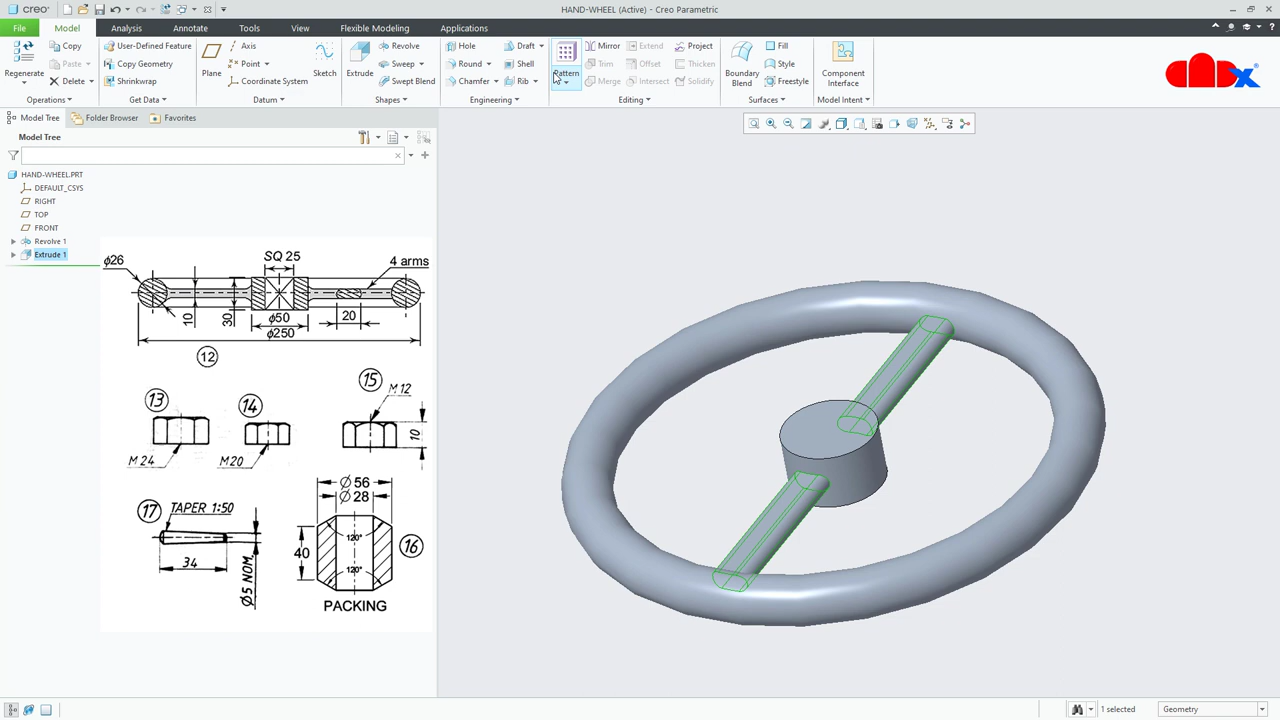 creo
HAND-WHEEL (Active) - Creo Parametric
File Model Analysis Annotate Tools View Flexible Modeling Applications
Regenerate Copy Paste Delete
User-Defined Feature Copy Geometry Shrinkwrap
Plane Axis Point Coordinate System Sketch
Extrude Revolve Sweep Swept Blend
Hole Round Chamfer Draft Shell Rib
Pattern Mirror Trim Merge Extend Offset Intersect Project Thicken Solidify
Boundary Blend Fill Style Freestyle
Component Interface
Operations Get Data Datum Shapes Engineering Editing Surfaces Model Intent
Model Tree Folder Browser Favorites
Model Tree
HAND-WHEEL.PRT
DEFAULT_CSYS
RIGHT
TOP
FRONT
Revolve 1
Extrude 1
SQ 25
ϕ26
4 arms
10
30
ϕ50
20
ϕ250
12
13
14
15
M 12
10
M 24
M20
Ø 56
Ø 28
17
TAPER 1:50
34
Ø5 NOM.
40
120°
120°
16
PACKING
1 selected
Geometry